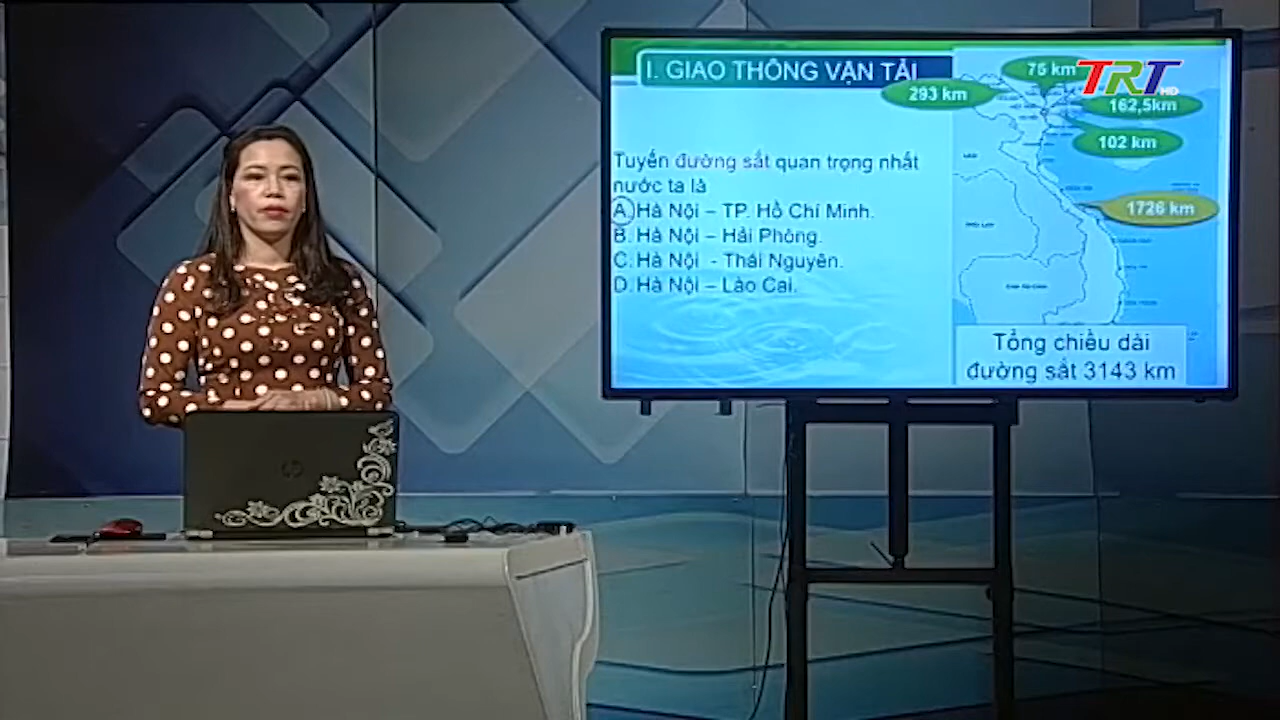 I. GIAO THÔNG VẬN TẢI
75 km
TRT HD
293 km
162,5km
102 km
Tuyến đường sắt quan trọng nhất
nước ta là
A. Hà Nội – TP. Hồ Chí Minh.
1726 km
B. Hà Nội – Hải Phòng.
C. Hà Nội - Thái Nguyên.
D. Hà Nội – Lào Cai.
Tổng chiều dài
đường sắt 3143 km
hp